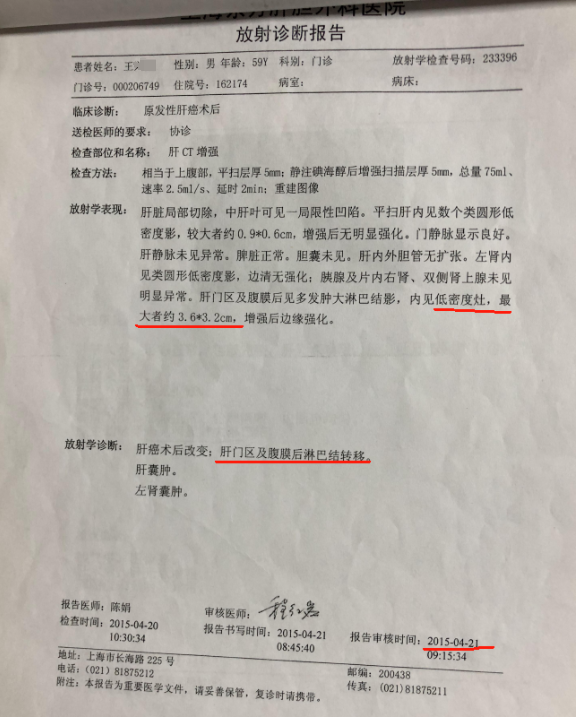 外科医院
放射诊断报告
患者姓名：王 性别：男 年龄：59Y 科别：门诊 放射学检查号码：233396
门诊号：000206749 住院号：162174 病室： 病床：
临床诊断： 原发性肝癌术后
送检医师的要求： 协诊
检查部位和名称： 肝 CT 增强
检查方法： 相当于上腹部，平扫层厚 5mm；静注碘海醇后增强扫描层厚 5mm，总量 75ml、
速率 2.5ml/s、延时 2min；重建图像
放射学表现： 肝脏局部切除，中肝叶可见一局限性凹陷。平扫肝内见数个类圆形低
密度影，较大者约 0.9*0.6cm，增强后无明显强化。门静脉显示良好。
肝静脉未见异常。脾脏正常。胆囊未见。肝内外胆管无扩张。左肾内
见类圆形低密度影，边清无强化；胰腺及片内右肾、双侧肾上腺未见
明显异常。肝门区及腹膜后见多发肿大淋巴结影，内见低密度灶，最
大者约 3.6*3.2cm，增强后边缘强化。
放射学诊断： 肝癌术后改变；肝门区及腹膜后淋巴结转移。
肝囊肿。
左肾囊肿。
报告医师：陈娟 审核医师：
检查时间：2015-04-20 报告书写时间：2015-04-21 报告审核时间：2015-04-21
10:30:34 08:45:40 09:15:34
地址：上海市长海路 225 号 邮编：200438
电话：(021) 81875212 传真：(021)81875211
附注：本报告为重要医学文件，请妥善保管，复诊时请携带。